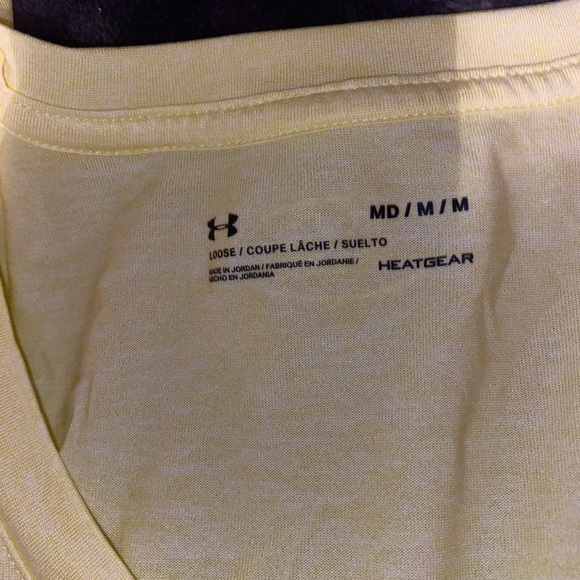 MD / M / M
LOOSE / COUPE LÂCHE / SUELTO
MADE IN JORDAN / FABRIQUÉ EN JORDANIE /
HECHO EN JORDANIA
HEATGEAR